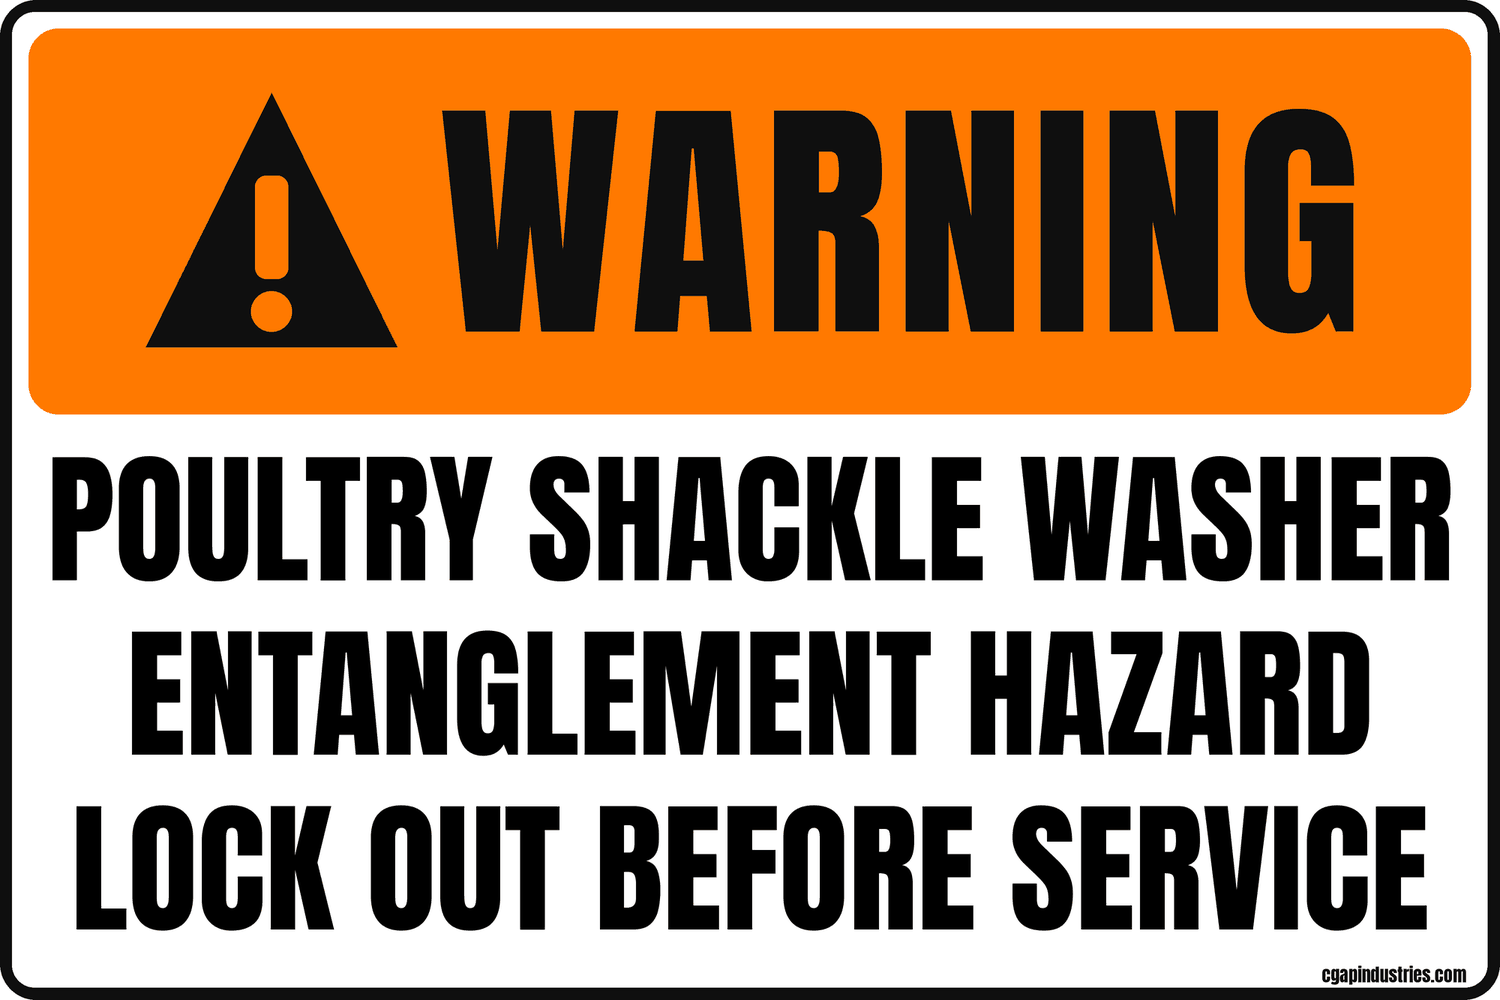 WARNING
POULTRY SHACKLE WASHER
ENTANGLEMENT HAZARD
LOCK OUT BEFORE SERVICE
cgapindustries.com